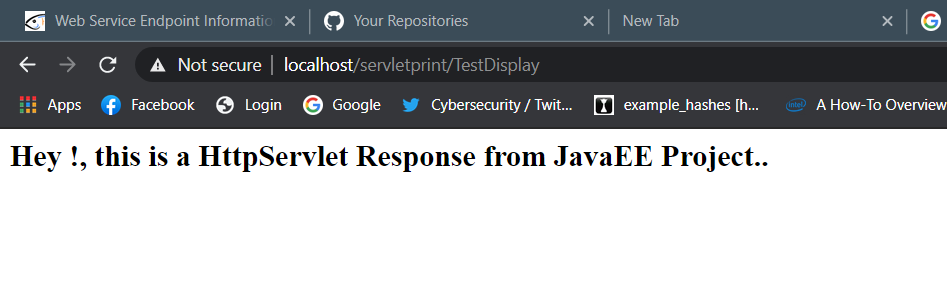 Web Service Endpoint Informatio
Your Repositories
New Tab
Not secure | localhost/servletprint/TestDisplay
Apps Facebook Login Google Cybersecurity / Twit... example_hashes [h... intel A How-To Overview
Hey !, this is a HttpServlet Response from JavaEE Project..